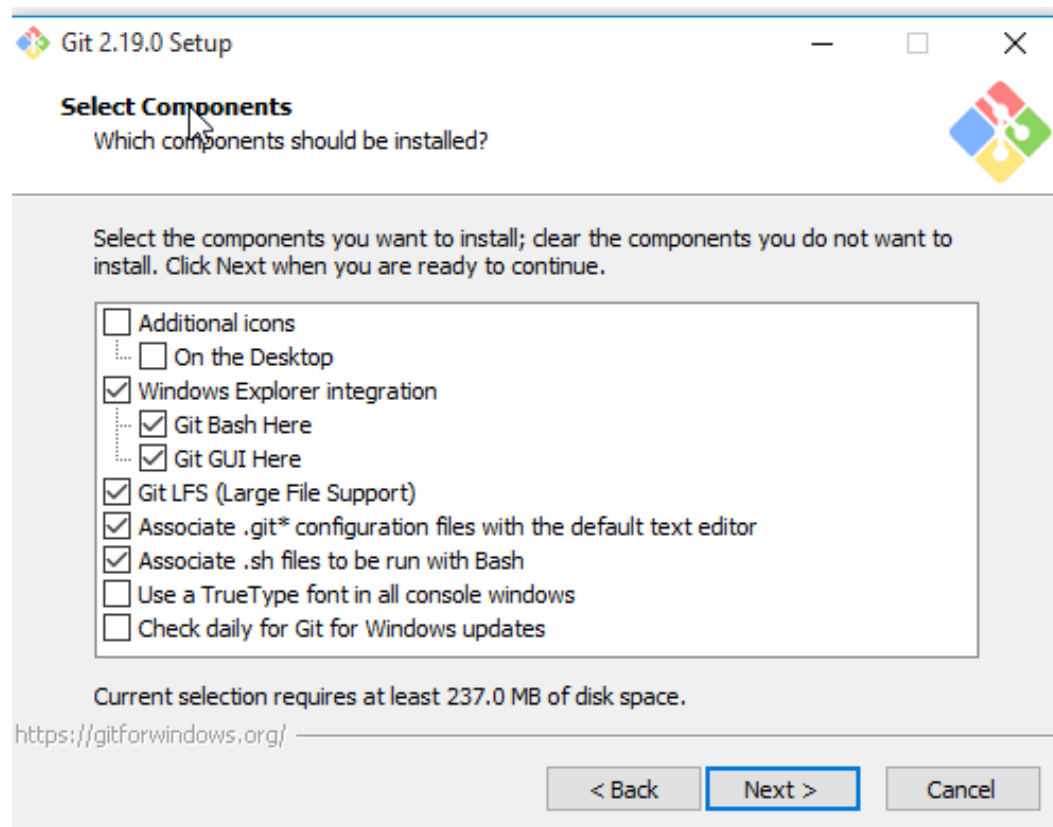 Git 2.19.0 Setup
Select Components
Which components should be installed?
Select the components you want to install; clear the components you do not want to
install. Click Next when you are ready to continue.
Additional icons
On the Desktop
Windows Explorer integration
Git Bash Here
Git GUI Here
Git LFS (Large File Support)
Associate .git* configuration files with the default text editor
Associate .sh files to be run with Bash
Use a TrueType font in all console windows
Check daily for Git for Windows updates
Current selection requires at least 237.0 MB of disk space.
https://gitforwindows.org/
< Back Next > Cancel